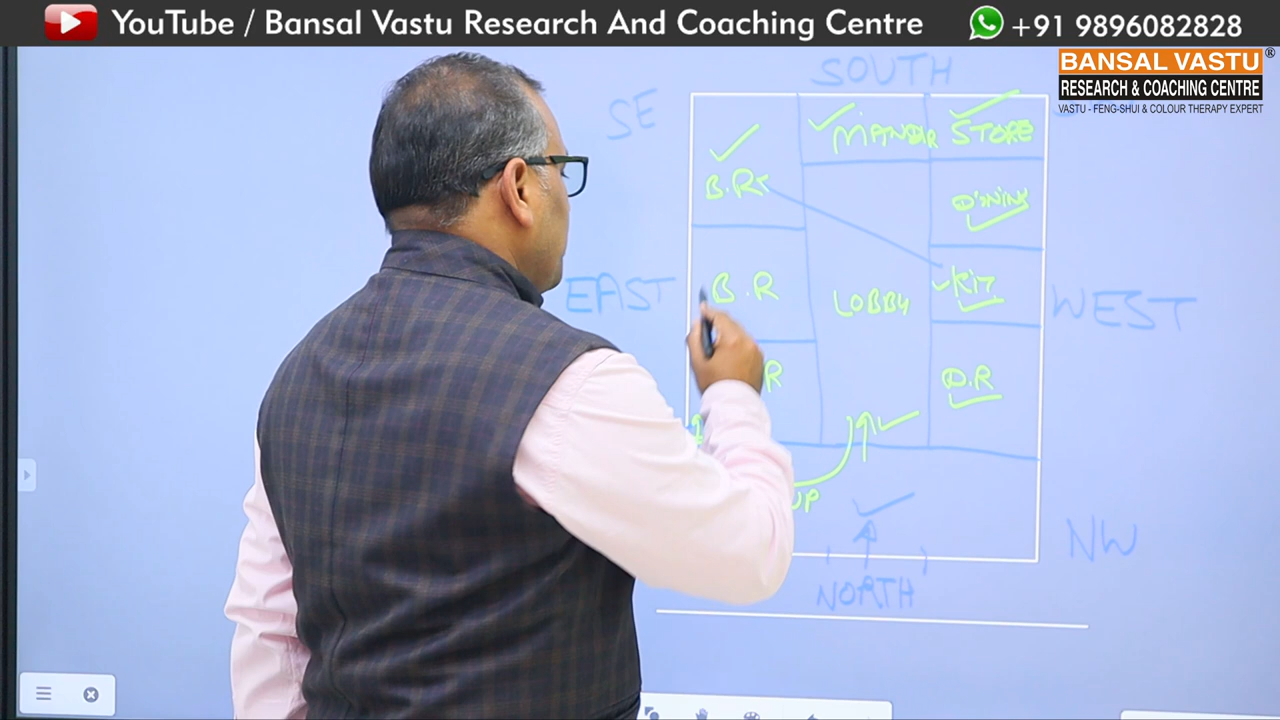 YouTube / Bansal Vastu Research And Coaching Centre
+91 9896082828
BANSAL VASTU®
RESEARCH & COACHING CENTRE
VASTU - FENG-SHUI & COLOUR THERAPY EXPERT
SOUTH
SE
MANDIR
STORE
B.R
DINING
EAST
B.R
LOBBY
KIT
WEST
R
D.R
UP
NW
NORTH